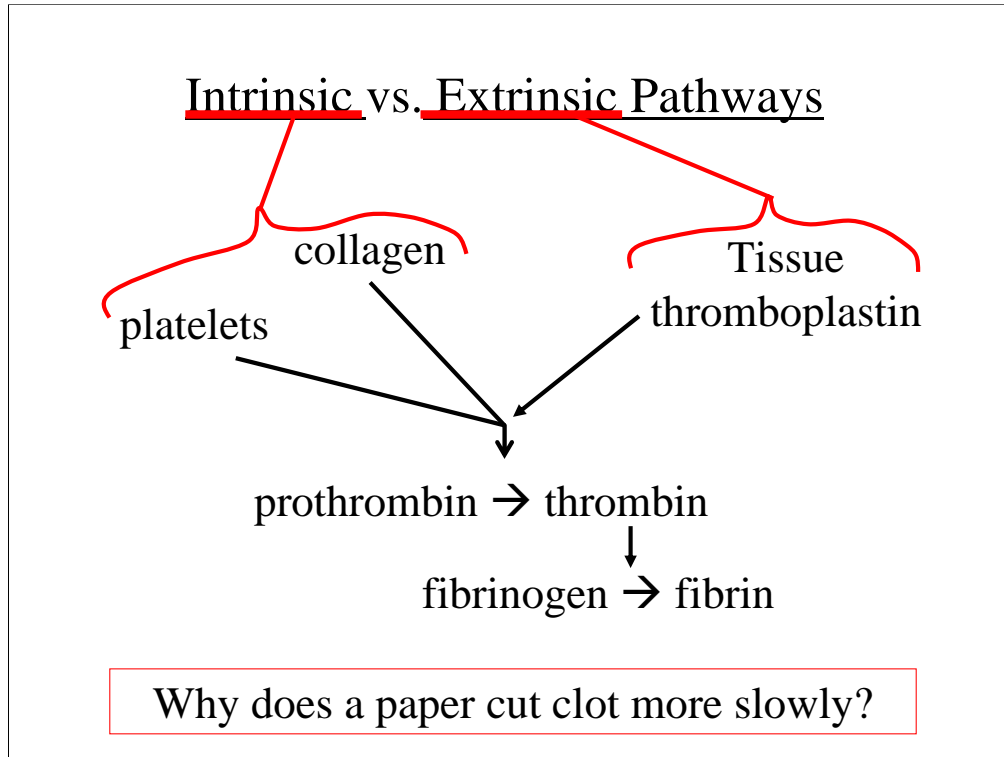 Intrinsic vs. Extrinsic Pathways
collagen
platelets
Tissue
thromboplastin
prothrombin → thrombin
fibrinogen → fibrin
Why does a paper cut clot more slowly?